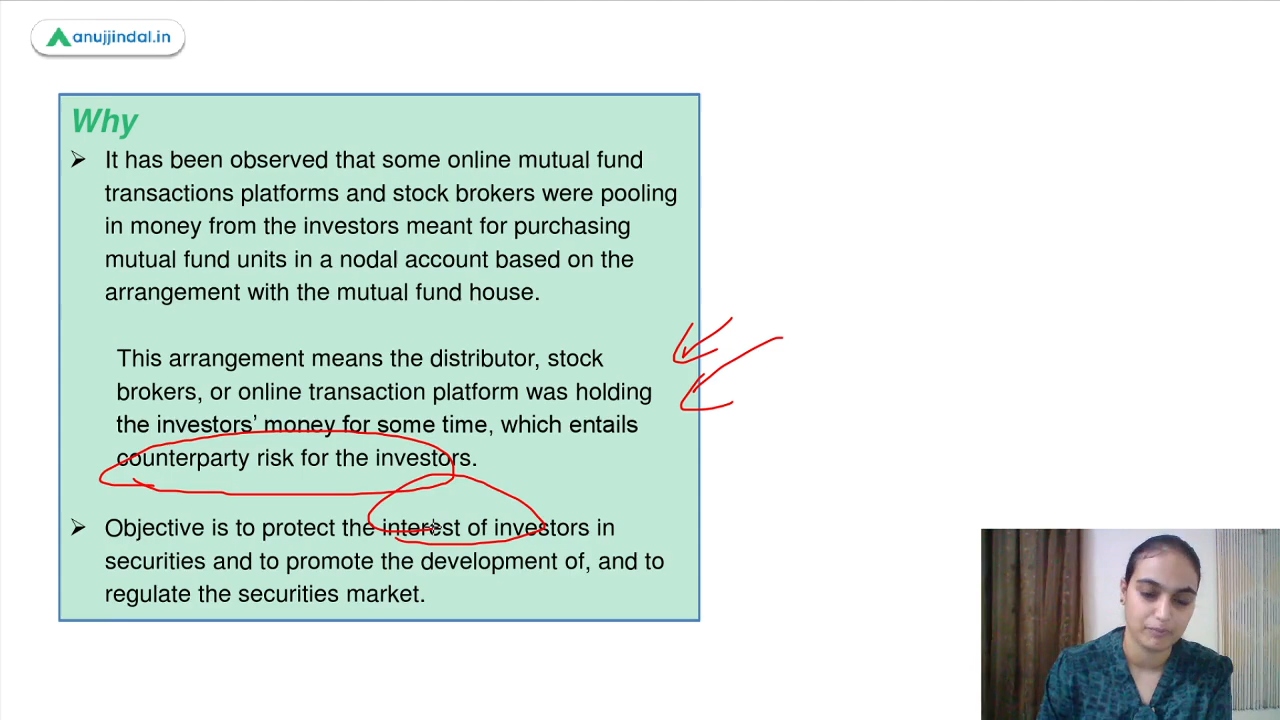 anujjindal.in
Why
It has been observed that some online mutual fund
transactions platforms and stock brokers were pooling
in money from the investors meant for purchasing
mutual fund units in a nodal account based on the
arrangement with the mutual fund house.
This arrangement means the distributor, stock
brokers, or online transaction platform was holding
the investors’ money for some time, which entails
counterparty risk for the investors.
Objective is to protect the interest of investors in
securities and to promote the development of, and to
regulate the securities market.